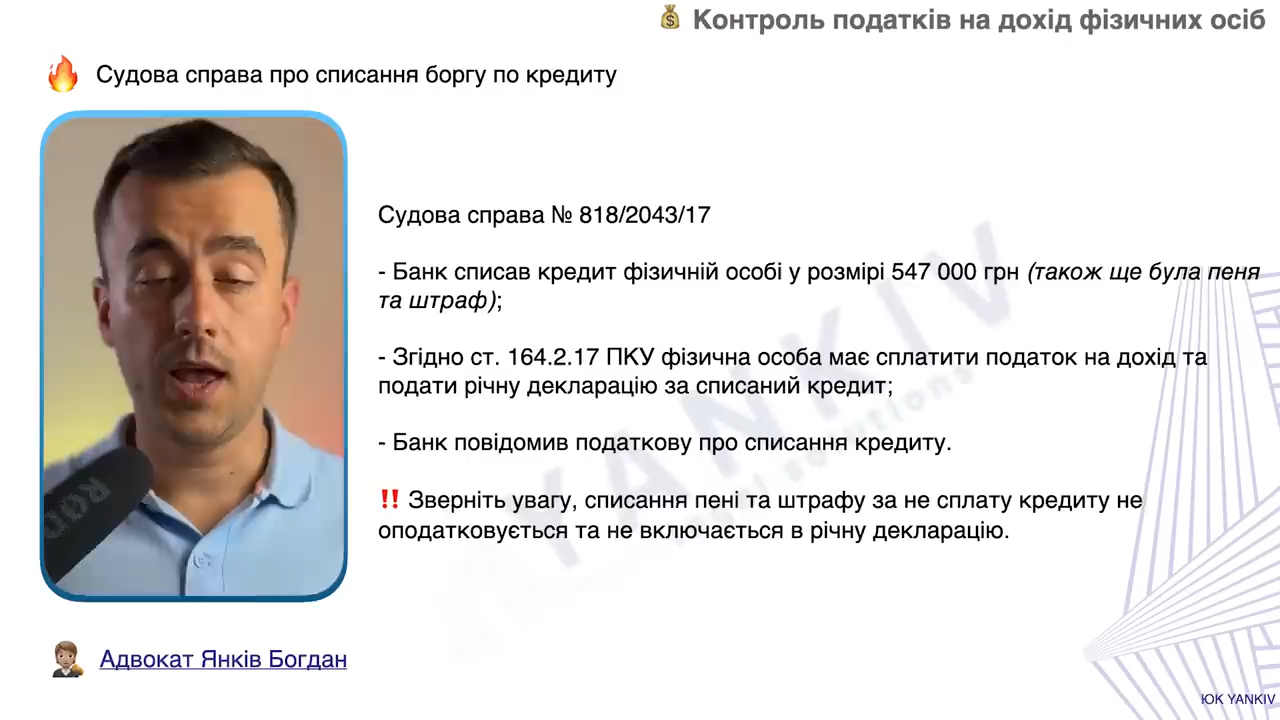 💰 Контроль податків на дохід фізичних осіб
🔥 Судова справа про списання боргу по кредиту
Судова справа № 818/2043/17
- Банк списав кредит фізичній особі у розмірі 547 000 грн (також ще була пеня
та штраф);
- Згідно ст. 164.2.17 ПКУ фізична особа має сплатити податок на дохід та
подати річну декларацію за списаний кредит;
- Банк повідомив податкову про списання кредиту.
‼️ Зверніть увагу, списання пені та штрафу за не сплату кредиту не
оподатковується та не включається в річну декларацію.
YANKIV
Адвокат Янків Богдан
ЮК YANKIV